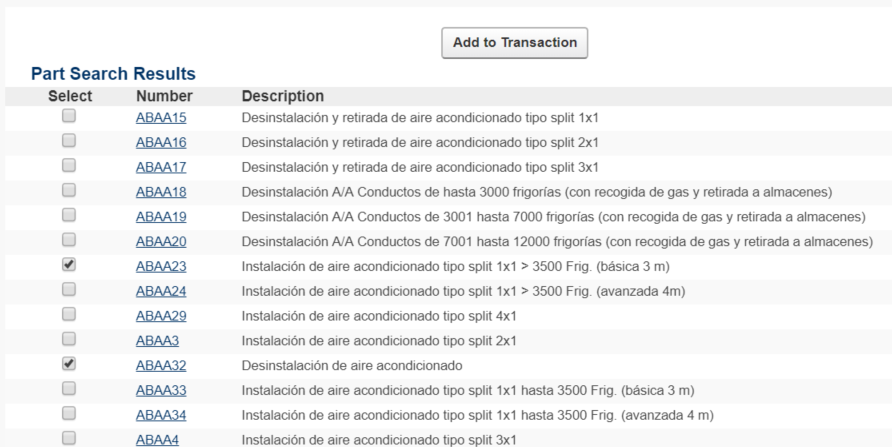 Add to Transaction
Part Search Results
Select Number Description
ABAA15 Desinstalación y retirada de aire acondicionado tipo split 1x1
ABAA16 Desinstalación y retirada de aire acondicionado tipo split 2x1
ABAA17 Desinstalación y retirada de aire acondicionado tipo split 3x1
ABAA18 Desinstalación A/A Conductos de hasta 3000 frigorías (con recogida de gas y retirada a almacenes)
ABAA19 Desinstalación A/A Conductos de 3001 hasta 7000 frigorías (con recogida de gas y retirada a almacenes)
ABAA20 Desinstalación A/A Conductos de 7001 hasta 12000 frigorías (con recogida de gas y retirada a almacenes)
ABAA23 Instalación de aire acondicionado tipo split 1x1 > 3500 Frig. (básica 3 m)
ABAA24 Instalación de aire acondicionado tipo split 1x1 > 3500 Frig. (avanzada 4m)
ABAA29 Instalación de aire acondicionado tipo split 4x1
ABAA3 Instalación de aire acondicionado tipo split 2x1
ABAA32 Desinstalación de aire acondicionado
ABAA33 Instalación de aire acondicionado tipo split 1x1 hasta 3500 Frig. (básica 3 m)
ABAA34 Instalación de aire acondicionado tipo split 1x1 hasta 3500 Frig. (avanzada 4 m)
ABAA4 Instalación de aire acondicionado tipo split 3x1